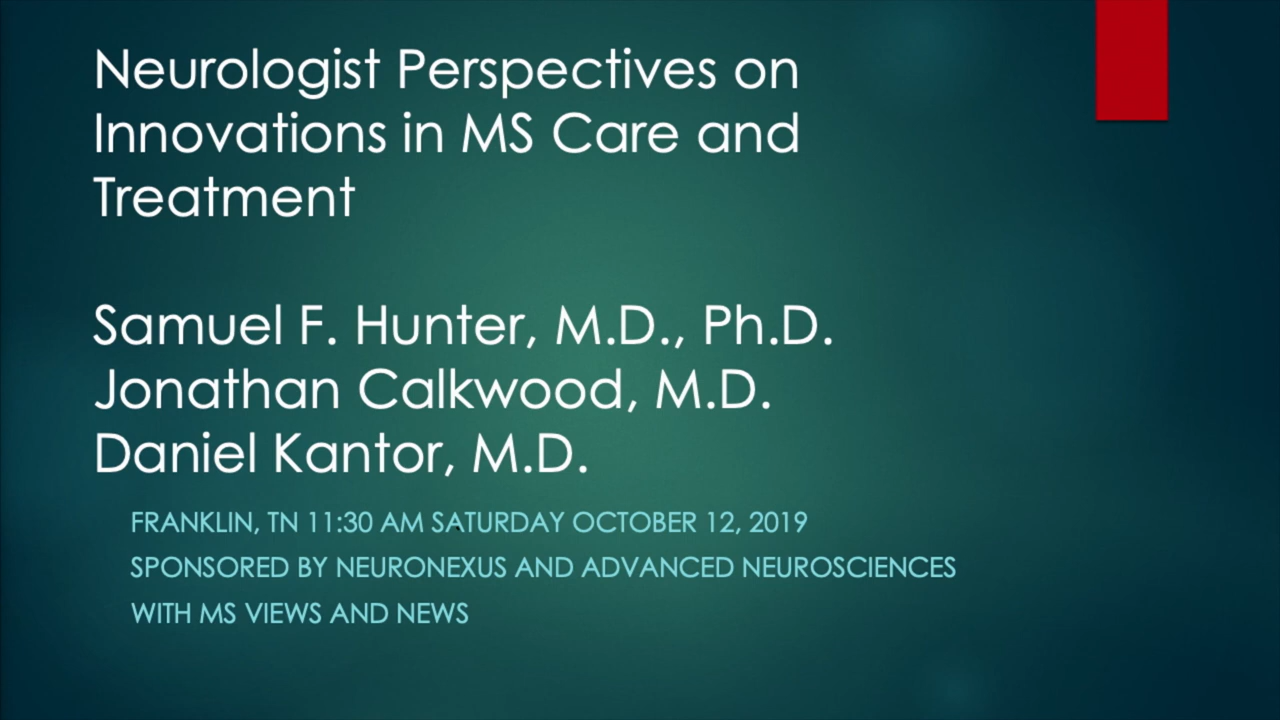 Neurologist Perspectives on
Innovations in MS Care and
Treatment
Samuel F. Hunter, M.D., Ph.D.
Jonathan Calkwood, M.D.
Daniel Kantor, M.D.
FRANKLIN, TN 11:30 AM SATURDAY OCTOBER 12, 2019
SPONSORED BY NEURONEXUS AND ADVANCED NEUROSCIENCES
WITH MS VIEWS AND NEWS